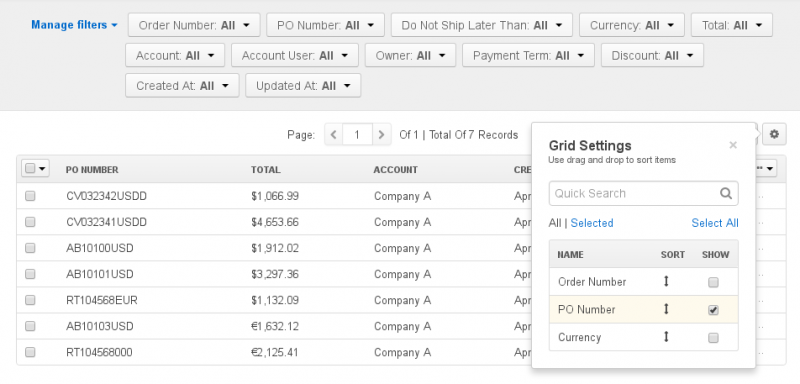 Manage filters Order Number: All PO Number: All Do Not Ship Later Than: All Currency: All Total: All
Account: All Account User: All Owner: All Payment Term: All Discount: All
Created At: All Updated At: All
Page: 1 Of 1 | Total Of 7 Records
PO NUMBER TOTAL ACCOUNT CRE
CV032342USDD $1,066.99 Company A Apr
CV032341USDD $4,653.66 Company A Apr
AB10100USD $1,912.02 Company A Apr
AB10101USD $3,297.36 Company A Apr
RT104568EUR $1,132.09 Company A Apr
AB10103USD €1,632.12 Company A Apr
RT104568000 €2,125.41 Company A Apr
Grid Settings ×
Use drag and drop to sort items
Quick Search
All | Selected Select All
NAME SORT SHOW
Order Number
PO Number
Currency